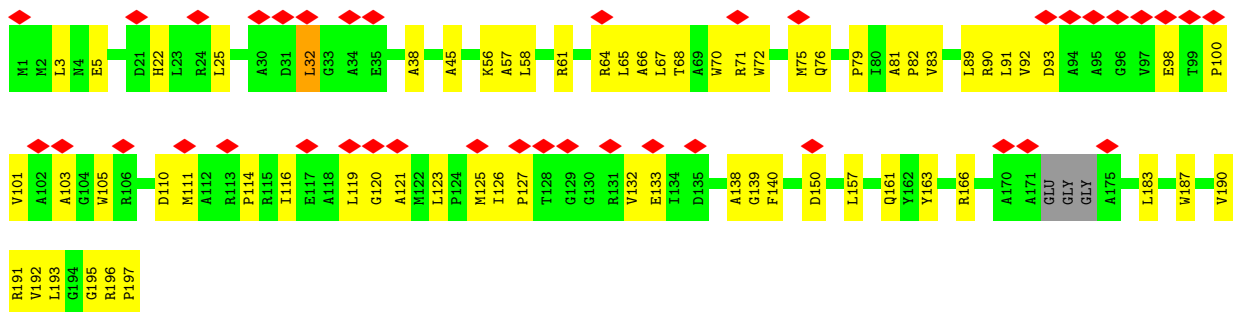 M1 M2 L3 N4 E5 D21 H22 L23 R24 L25 A30 D31 L32 G33 A34 E35 A38 A45 K56 A57 L58 R61 R64 L65 A66 L67 T68 A69 W70 R71 W72 M75 Q76 P79 I80 A81 P82 V83 L89 R90 L91 V92 D93 A94 A95 G96 V97 E98 T99 P100
V101 A102 A103 G104 W105 R106 D110 M111 A112 R113 P114 R115 I116 E117 A118 L119 G120 A121 M122 L123 P124 M125 I126 P127 T128 G129 G130 R131 V132 E133 I134 D135 A138 G139 F140 D150 L157 Q161 Y162 Y163 R166 A170 A171 GLU GLY GLY A175 L183 W187 V190
R191 V192 L193 G194 G195 R196 P197